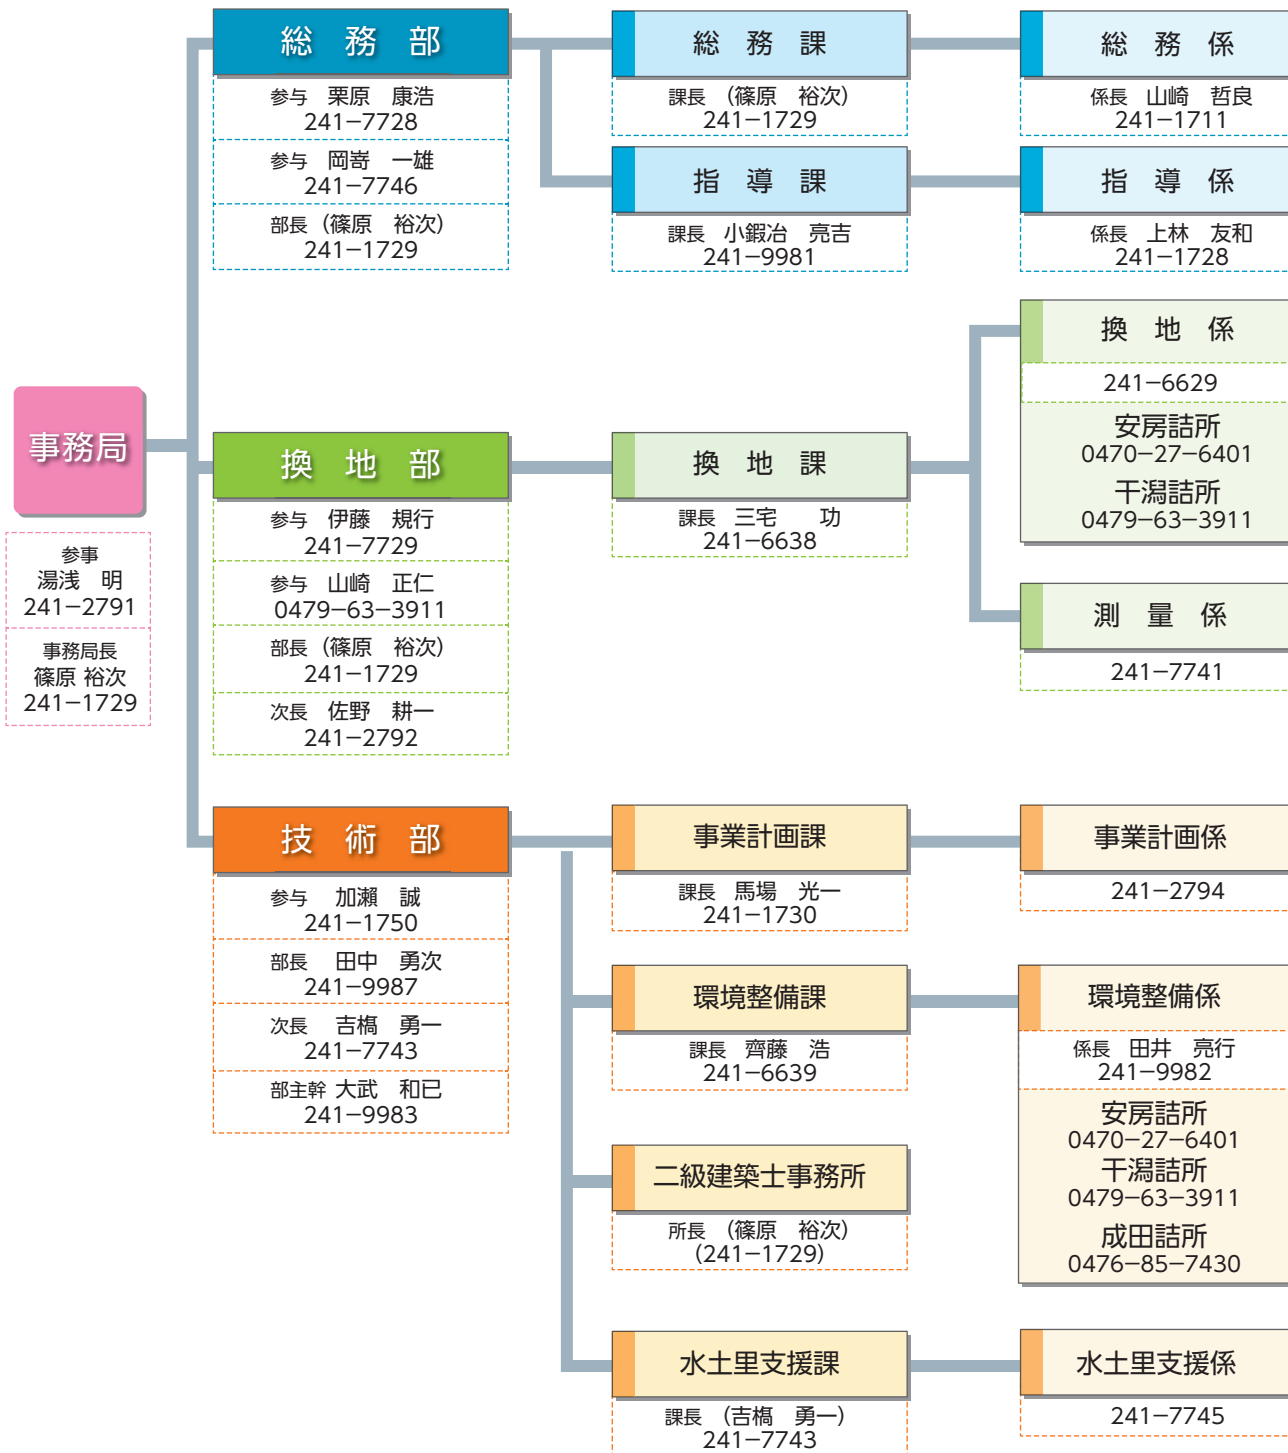 事務局
参事
湯浅　明
241−2791
事務局長
篠原 裕次
241−1729
総　務　部
参与　栗原　康浩
241−7728
参与　岡嵜　一雄
241−7746
部長（篠原　裕次）
241−1729
総　務　課
課長　（篠原　裕次）
241−1729
総　務　係
係長　山崎　哲良
241−1711
指　導　課
課長　小鍜冶　亮吉
241−9981
指　導　係
係長　上林　友和
241−1728
換　地　部
参与　伊藤　規行
241−7729
参与　山崎　正仁
0479−63−3911
部長（篠原　裕次）
241−1729
次長　佐野　耕一
241−2792
換　地　課
課長　三宅　　功
241−6638
換　地　係
241−6629
安房詰所
0470−27−6401
干潟詰所
0479−63−3911
測　量　係
241−7741
技　術　部
参与　加瀨　誠
241−1750
部長　田中　勇次
241−9987
次長　吉橋　勇一
241−7743
部主幹 大武　和已
241−9983
事業計画課
課長　馬場　光一
241−1730
事業計画係
241−2794
環境整備課
課長　齊藤　浩
241−6639
環境整備係
係長　田井　亮行
241−9982
安房詰所
0470−27−6401
干潟詰所
0479−63−3911
成田詰所
0476−85−7430
二級建築士事務所
所長　（篠原　裕次）
（241−1729）
水土里支援課
課長　（吉橋　勇一）
241−7743
水土里支援係
241−7745